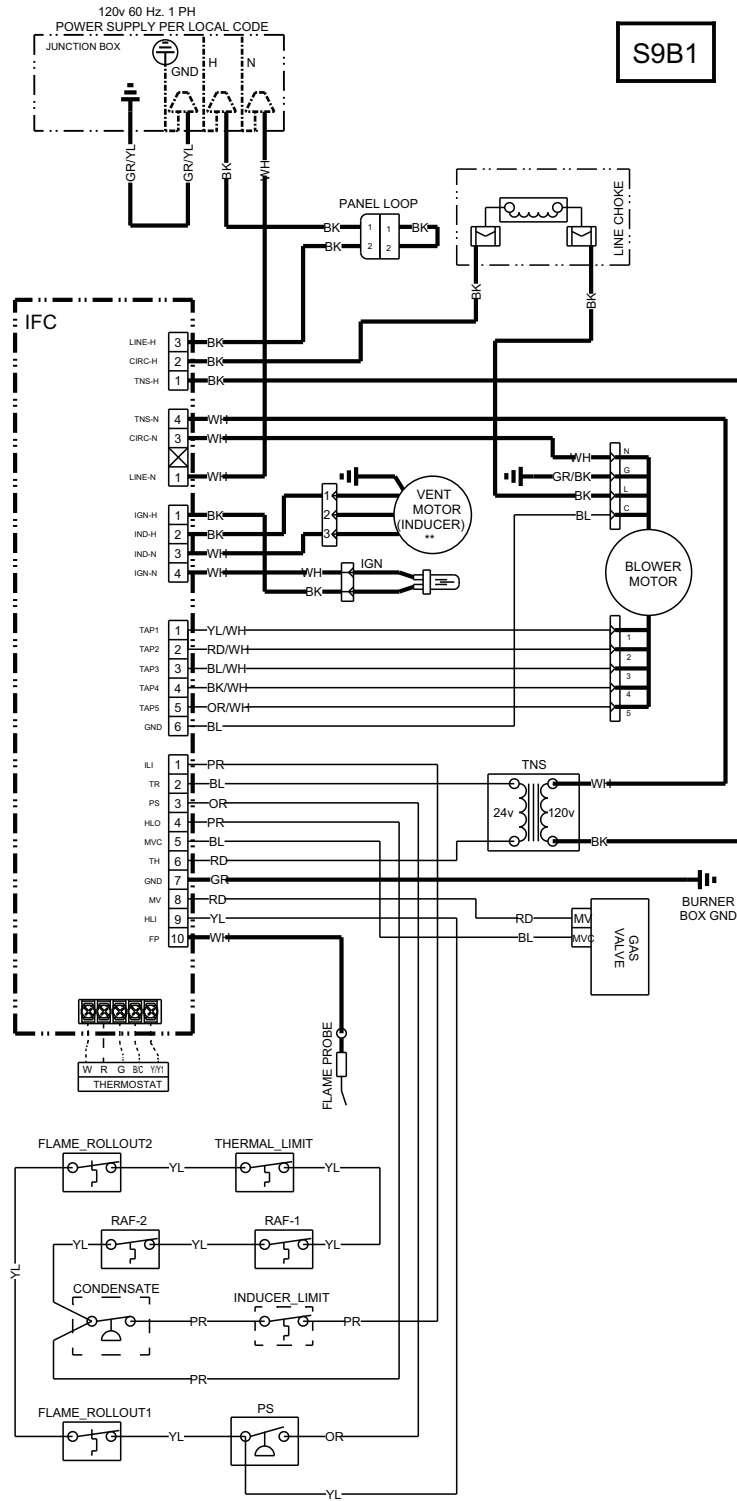 120v 60 Hz. 1 PH
POWER SUPPLY PER LOCAL CODE
JUNCTION BOX
GND
H
N
S9B1
GR/YL
GR/YL
BK
WH
PANEL LOOP
BK 1 1 BK
BK 2 2
LINE CHOKE
BK
BK
IFC
LINE-H 3 BK
CIRC-H 2 BK
TNS-H 1 BK
TNS-N 4 WH
CIRC-N 3 WH
LINE-N 1 WH
WH N
GR/BK G
BK L
BL C
BLOWER
MOTOR
IGN-H 1 BK
IND-H 2 BK
IND-N 3 WH
IGN-N 4 WH
1
2
3
VENT
MOTOR
(INDUCER)
**
WH IGN
BK
TAP1 1 YL/WH 1
TAP2 2 RD/WH 2
TAP3 3 BL/WH 3
TAP4 4 BK/WH 4
TAP5 5 OR/WH 5
GND 6 BL
ILI 1 PR
TR 2 BL
PS 3 OR
HLO 4 PR
MVC 5 BL
TH 6 RD
GND 7 GR
MV 8 RD
HLI 9 YL
FP 10 WH
TNS
24v 120v
WH
BK
BURNER
BOX GND
RD MV
BL MVC
GAS
VALVE
FLAME PROBE
W R G B/C Y/Y1
THERMOSTAT
FLAME_ROLLOUT2 THERMAL_LIMIT
YL YL
RAF-2 RAF-1
YL YL YL
YL
CONDENSATE INDUCER_LIMIT
PR PR
PR
FLAME_ROLLOUT1 PS
YL OR
YL